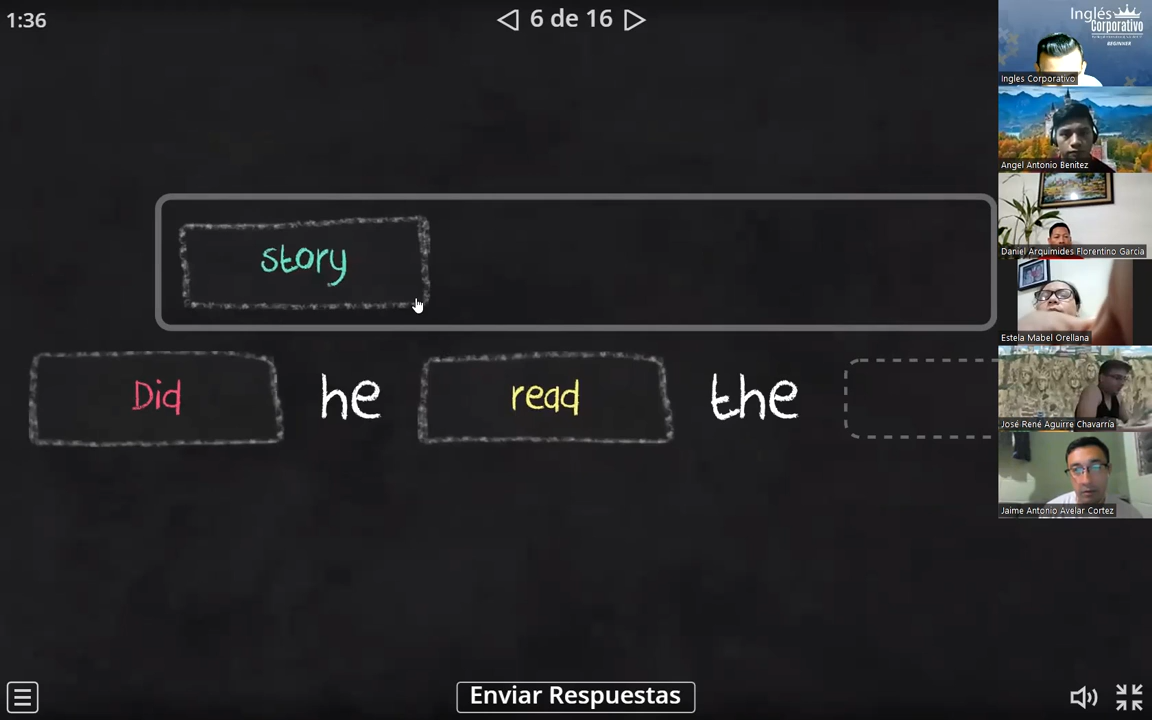 1:36
6 de 16
story
Did he read the
Enviar Respuestas
Inglés
Corporativo
BEGINNER
Ingles Corporativo
Angel Antonio Benitez
Daniel Arquimides Florentino Garcia
Estela Mabel Orellana
José René Aguirre Chavarría
Jaime Antonio Avelar Cortez